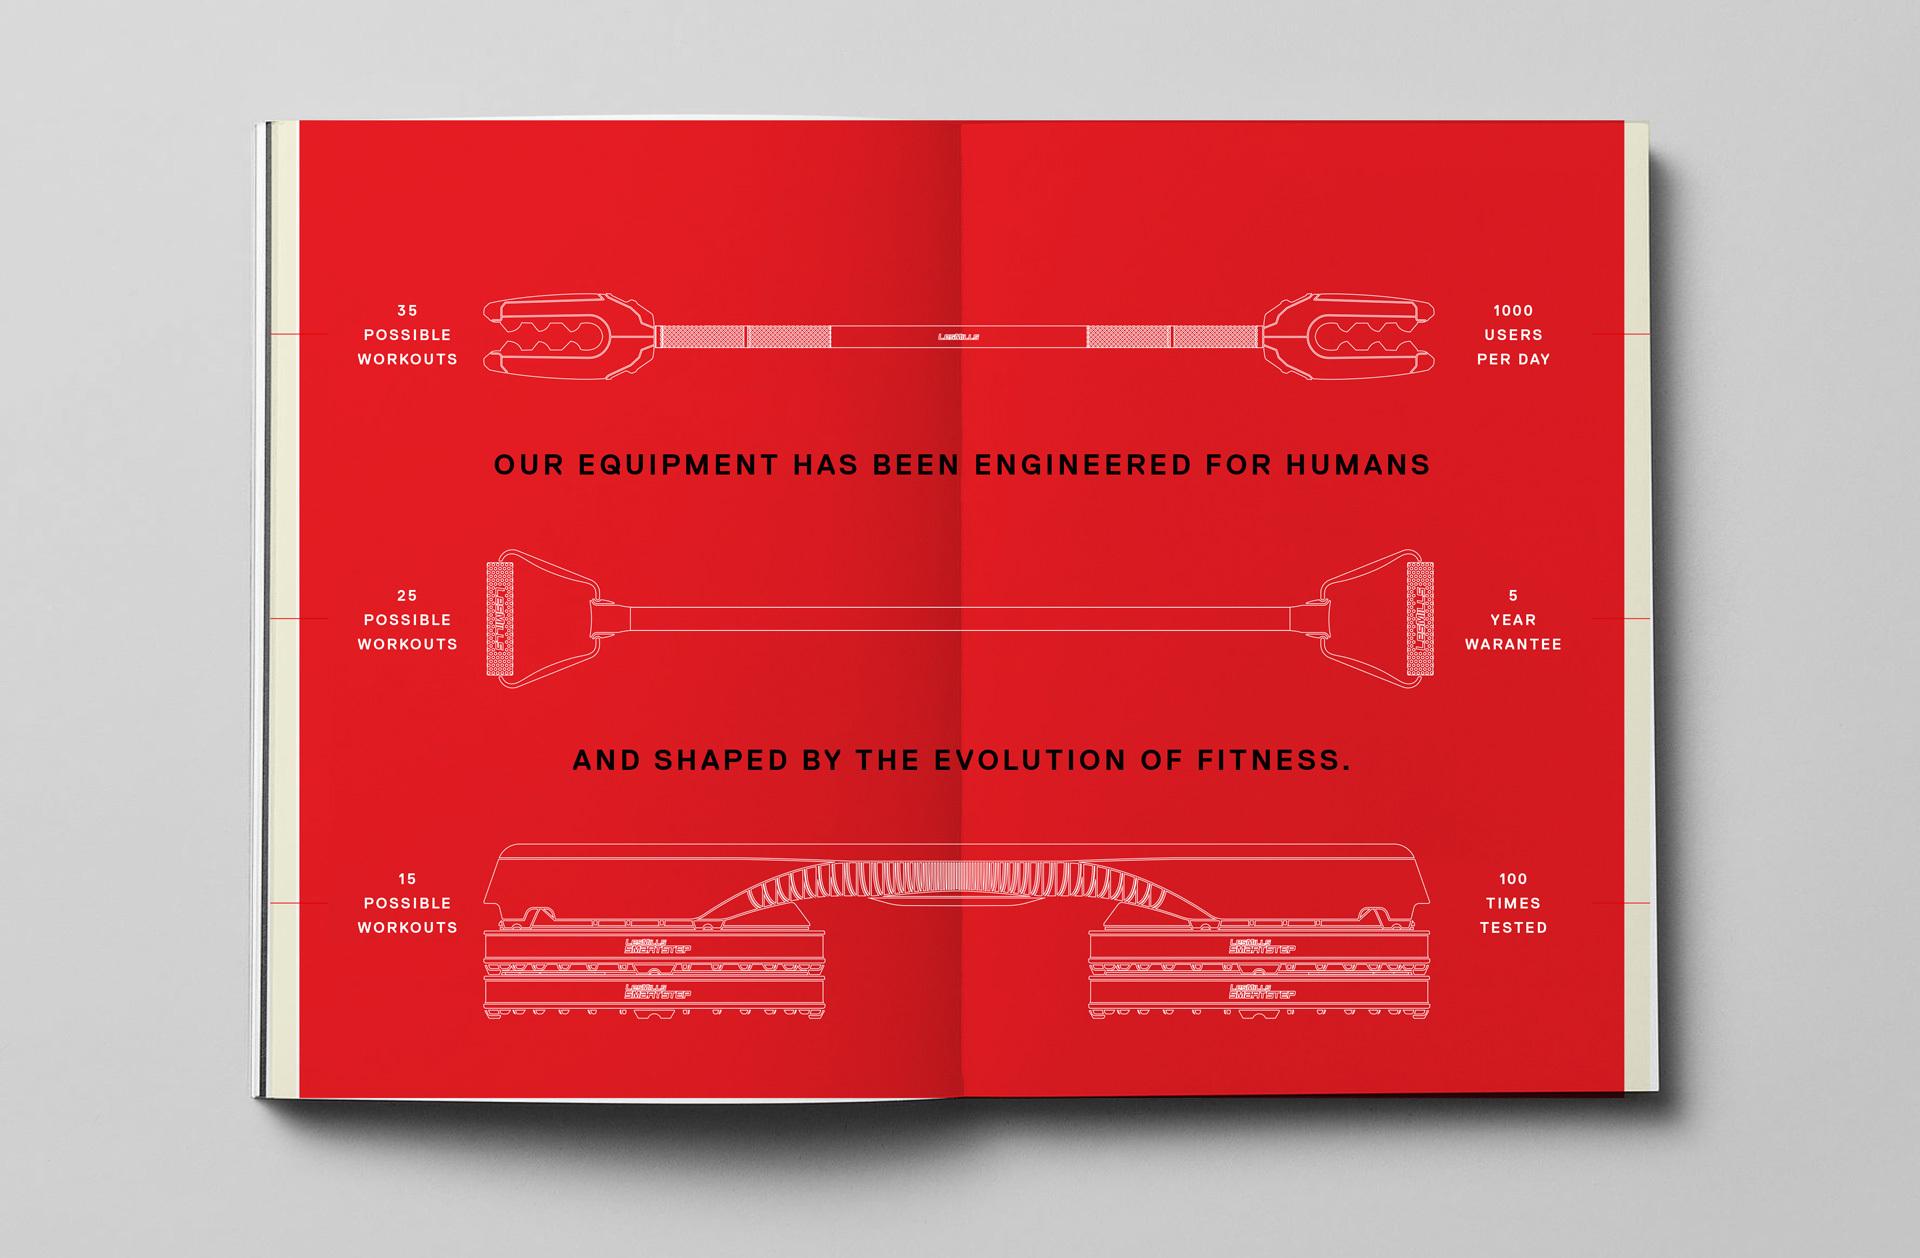 35
POSSIBLE
WORKOUTS
LESMILLS
1000
USERS
PER DAY
OUR EQUIPMENT HAS BEEN ENGINEERED FOR HUMANS
25
POSSIBLE
WORKOUTS
LESMILLS
LESMILLS
5
YEAR
WARANTEE
AND SHAPED BY THE EVOLUTION OF FITNESS.
15
POSSIBLE
WORKOUTS
LESMILLS
SMARTSTEP
LESMILLS
SMARTSTEP
LESMILLS
SMARTSTEP
LESMILLS
SMARTSTEP
100
TIMES
TESTED